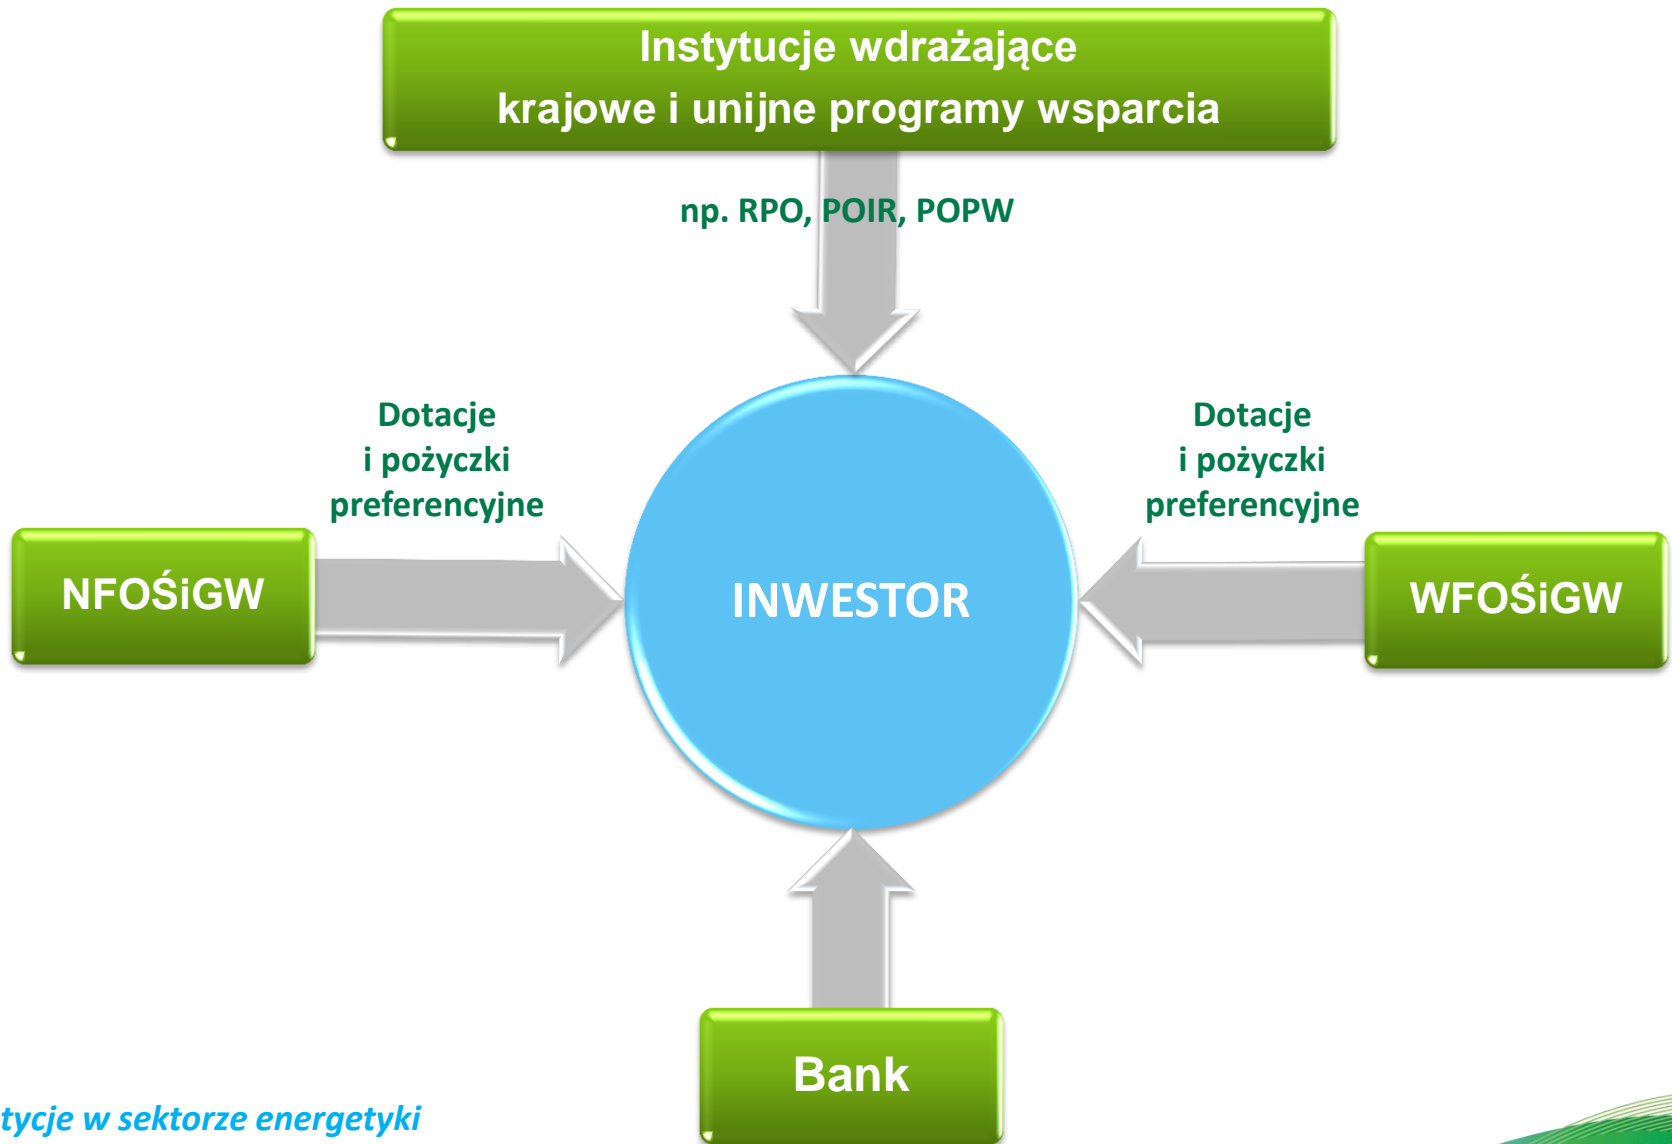 Instytucje wdrażające
krajowe i unijne programy wsparcia
np. RPO, POIR, POPW
Dotacje
i pożyczki
preferencyjne
Dotacje
i pożyczki
preferencyjne
NFOŚiGW
INWESTOR
WFOŚiGW
Bank
tycje w sektorze energetyki